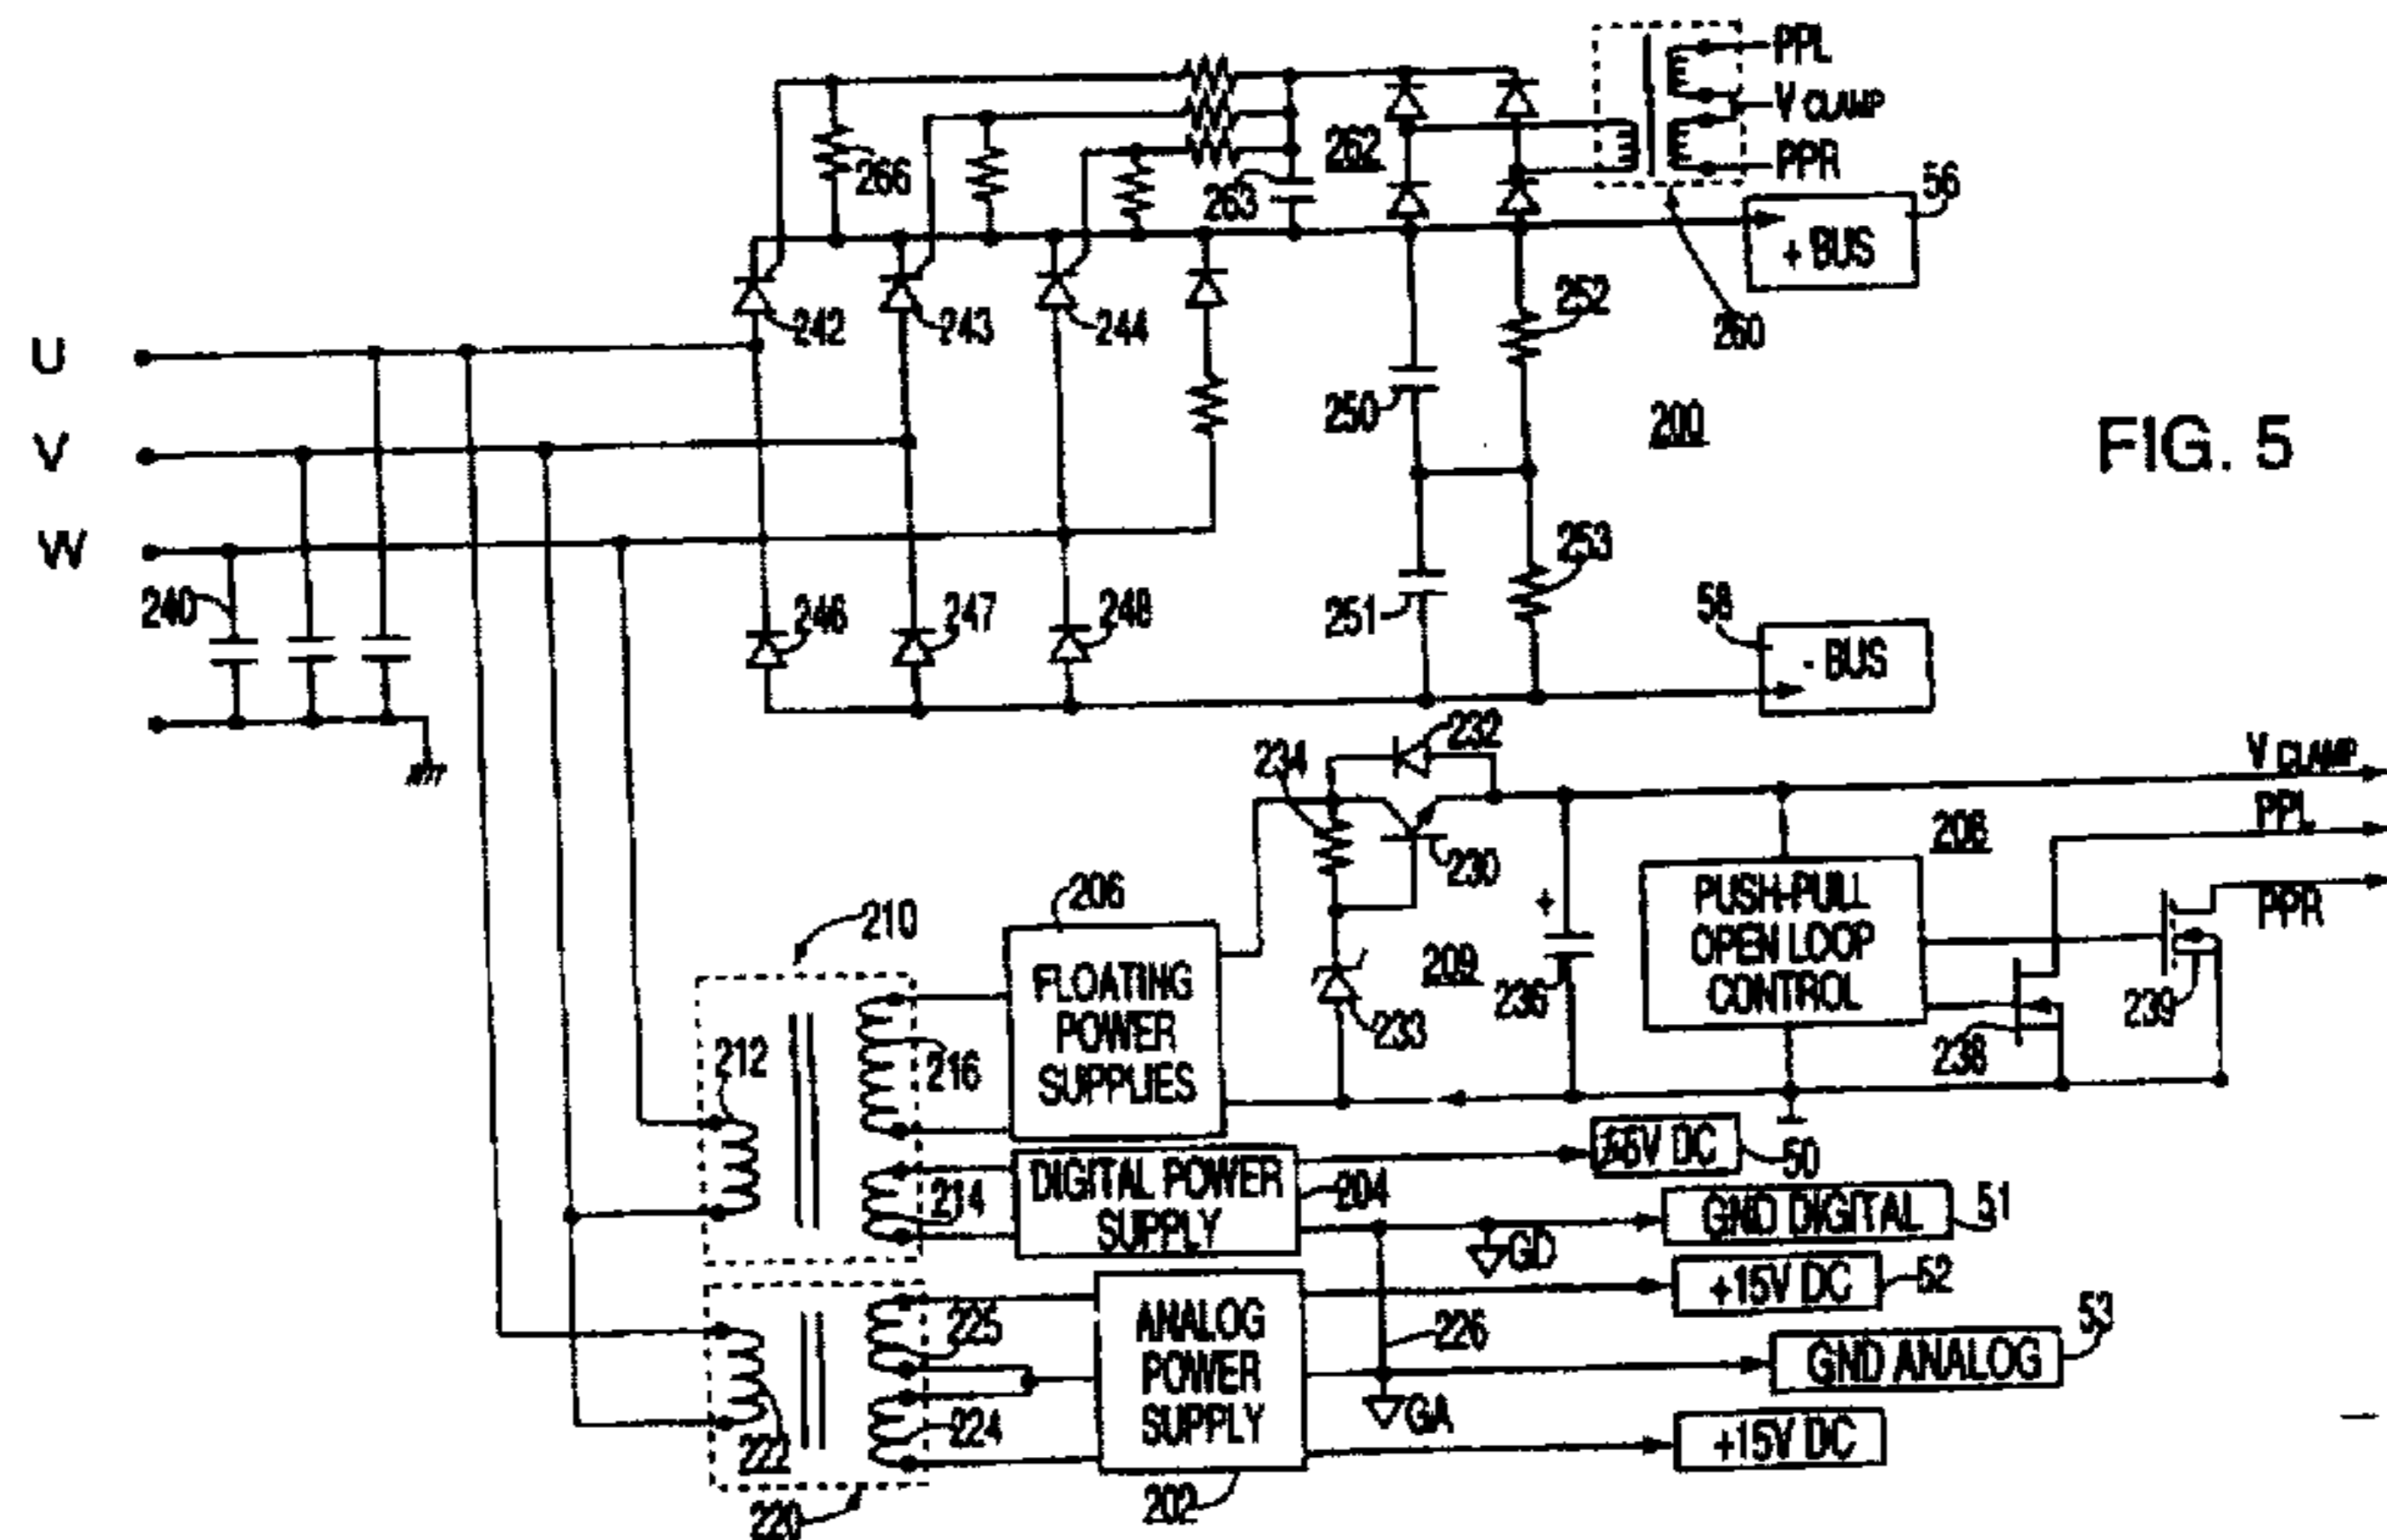 PPL
V CLAMP
PPR
262
266
263
56
+ BUS
242
243
244
252
260
U
250
200
V
FIG. 5
W
253
240
246
247
248
251
58
- BUS
232
234
V CLAMP
PPL
208
230
PPR
206
210
PUSH-PULL
OPEN LOOP
CONTROL
FLOATING
POWER
SUPPLIES
209
236
239
233
238
212
216
DIGITAL POWER
SUPPLY
204
50
214
GND DIGITAL
51
GD
+15V DC
52
225
ANALOG
POWER
SUPPLY
226
53
GND ANALOG
222
224
GA
+15V DC
220
202